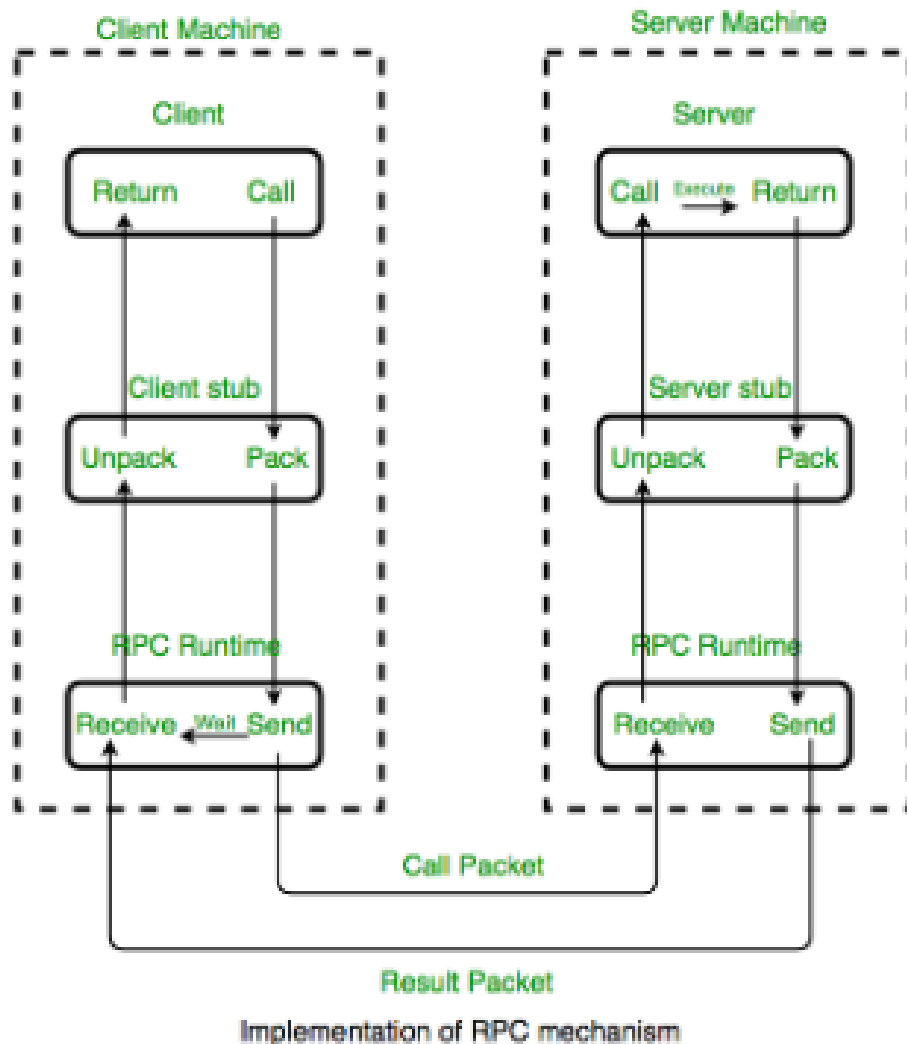 Client Machine
Server Machine
Client
Server
Return Call
Call Execute Return
Client stub
Server stub
Unpack Pack
Unpack Pack
RPC Runtime
RPC Runtime
Receive Wait Send
Receive Send
Call Packet
Result Packet
Implementation of RPC mechanism